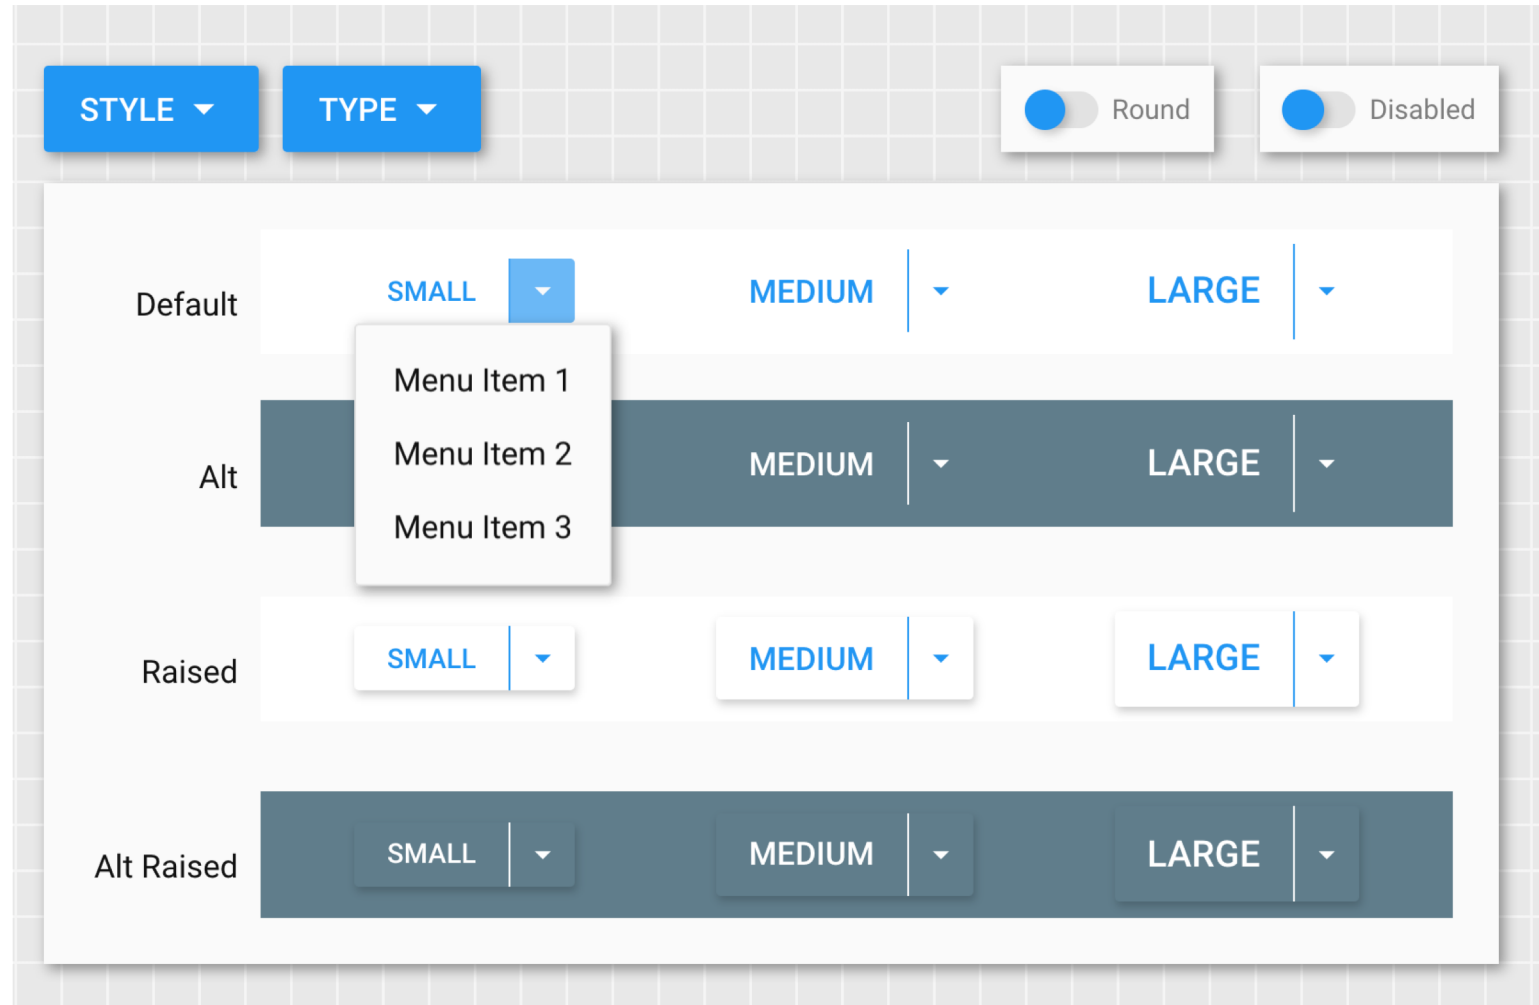 STYLE
TYPE
Round
Disabled
Default
SMALL
MEDIUM
LARGE
Menu Item 1
Menu Item 2
Menu Item 3
Alt
MEDIUM
LARGE
Raised
SMALL
MEDIUM
LARGE
Alt Raised
SMALL
MEDIUM
LARGE